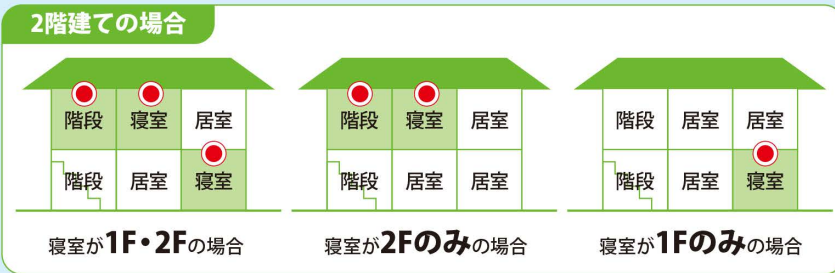 2階建ての場合
階段 寝室 居室
階段 居室 寝室
寝室が1F・2Fの場合
階段 寝室 居室
階段 居室 居室
寝室が2Fのみの場合
階段 居室 居室
階段 居室 寝室
寝室が1Fのみの場合